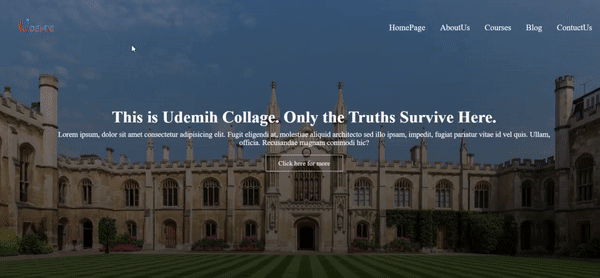 HomePage AboutUs Courses Blog ContuctUs
This is Udemih Collage. Only the Truths Survive Here.
Lorem ipsum, dolor sit amet consectetur adipisicing elit. Fugit eligendi at, molestiae aliquid architecto sed illo ipsam, impedit, fugiat pariatur vitae id vel quis. Ullam,
officia. Recusandae magnam commodi hic?
Click here for more